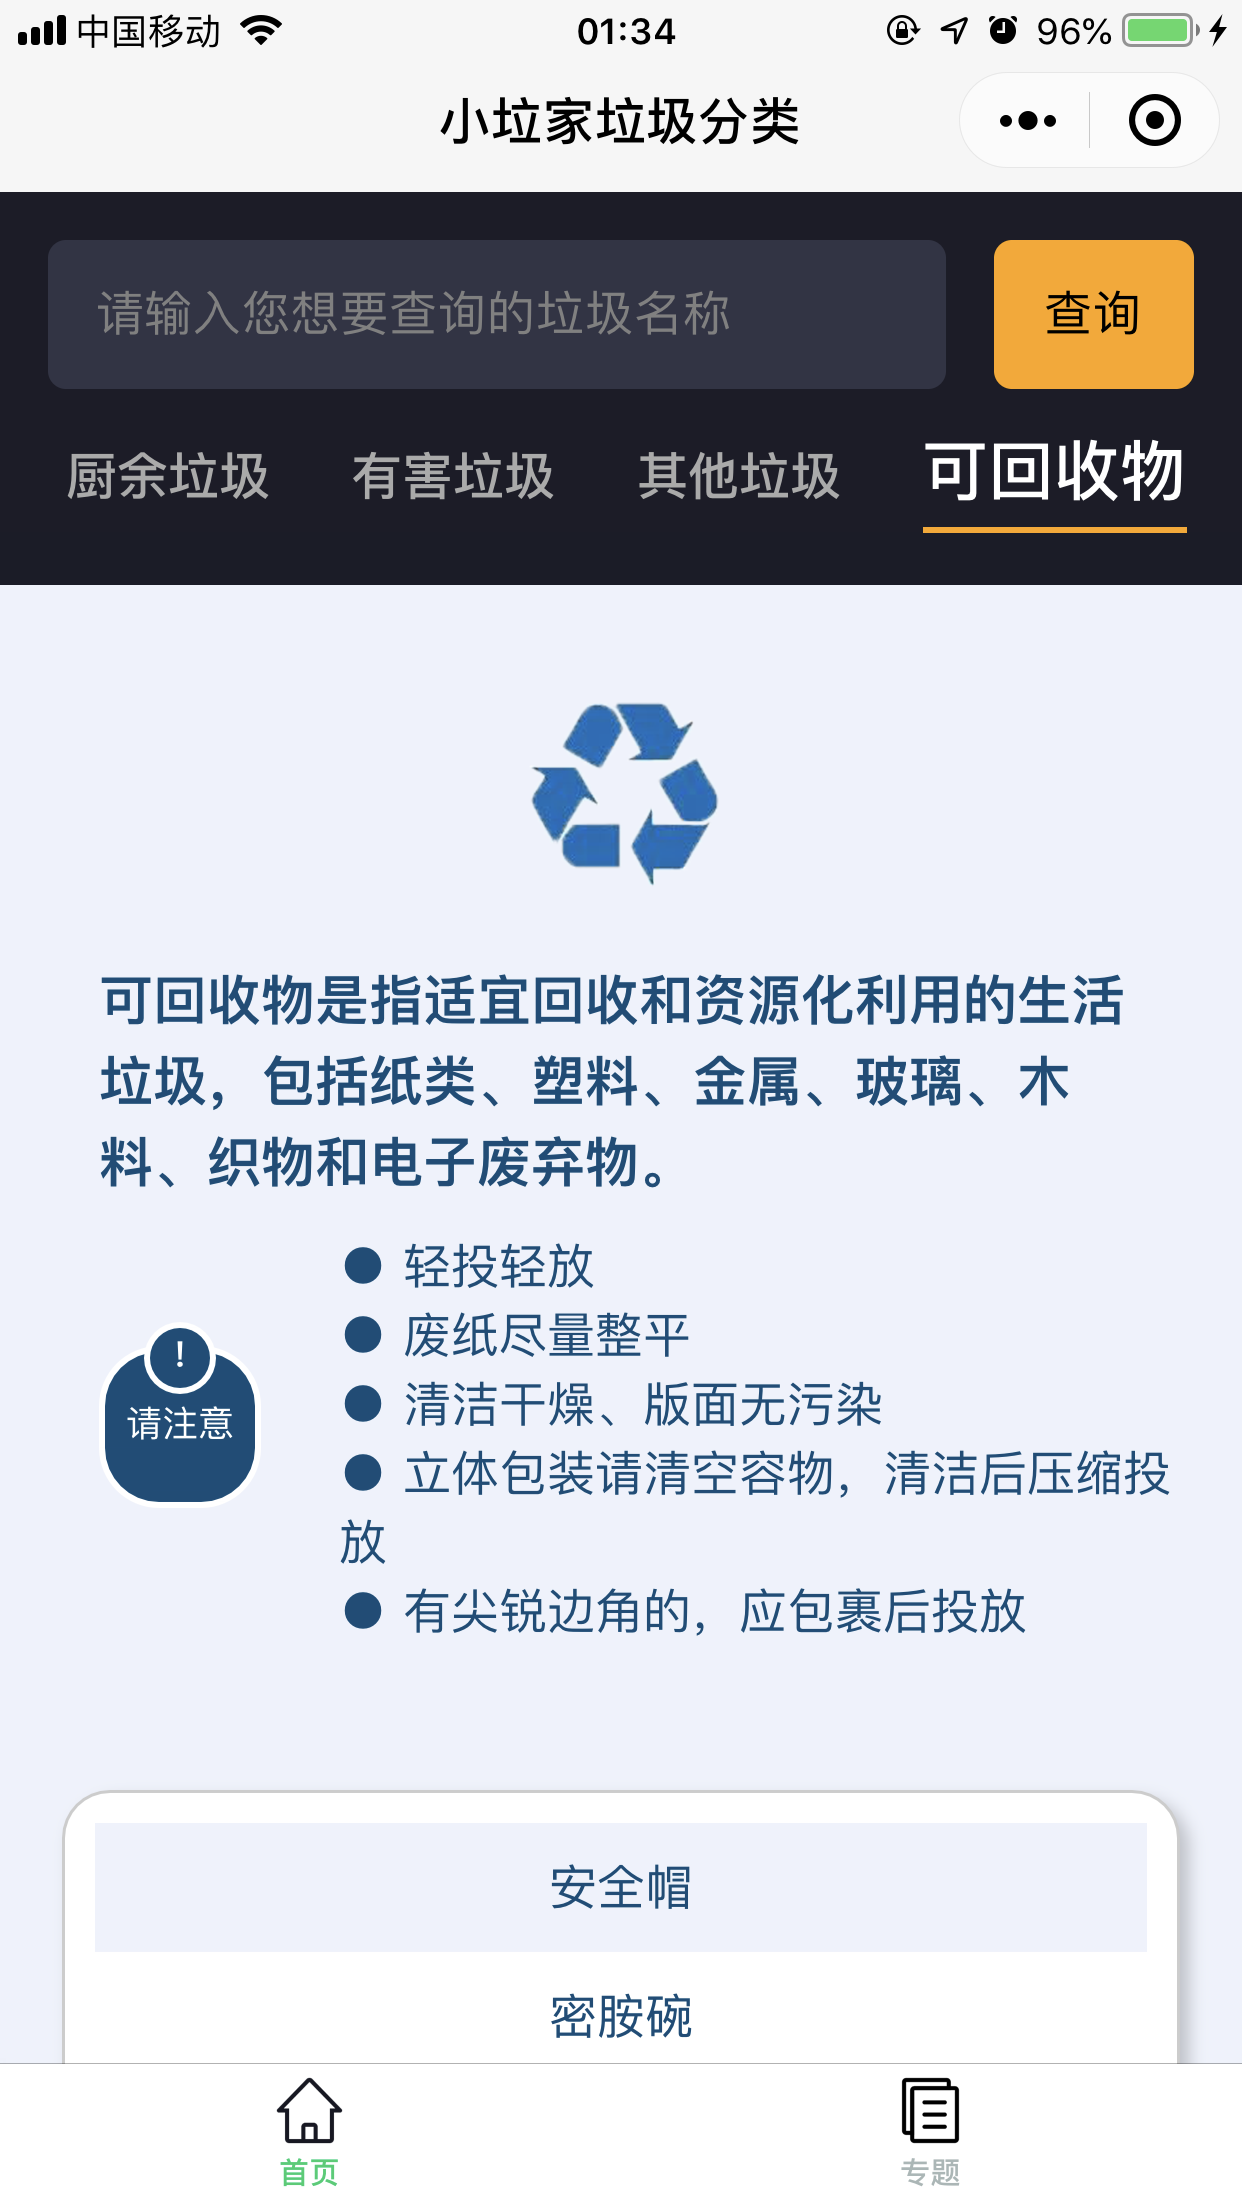 中国移动
01:34
96%
小垃家垃圾分类
请输入您想要查询的垃圾名称
查询
厨余垃圾
有害垃圾
其他垃圾
可回收物
可回收物是指适宜回收和资源化利用的生活
垃圾，包括纸类、塑料、金属、玻璃、木
料、织物和电子废弃物。
!
请注意
● 轻投轻放
● 废纸尽量整平
● 清洁干燥、版面无污染
● 立体包装请清空容物，清洁后压缩投
放
● 有尖锐边角的，应包裹后投放
安全帽
密胺碗
首页
专题